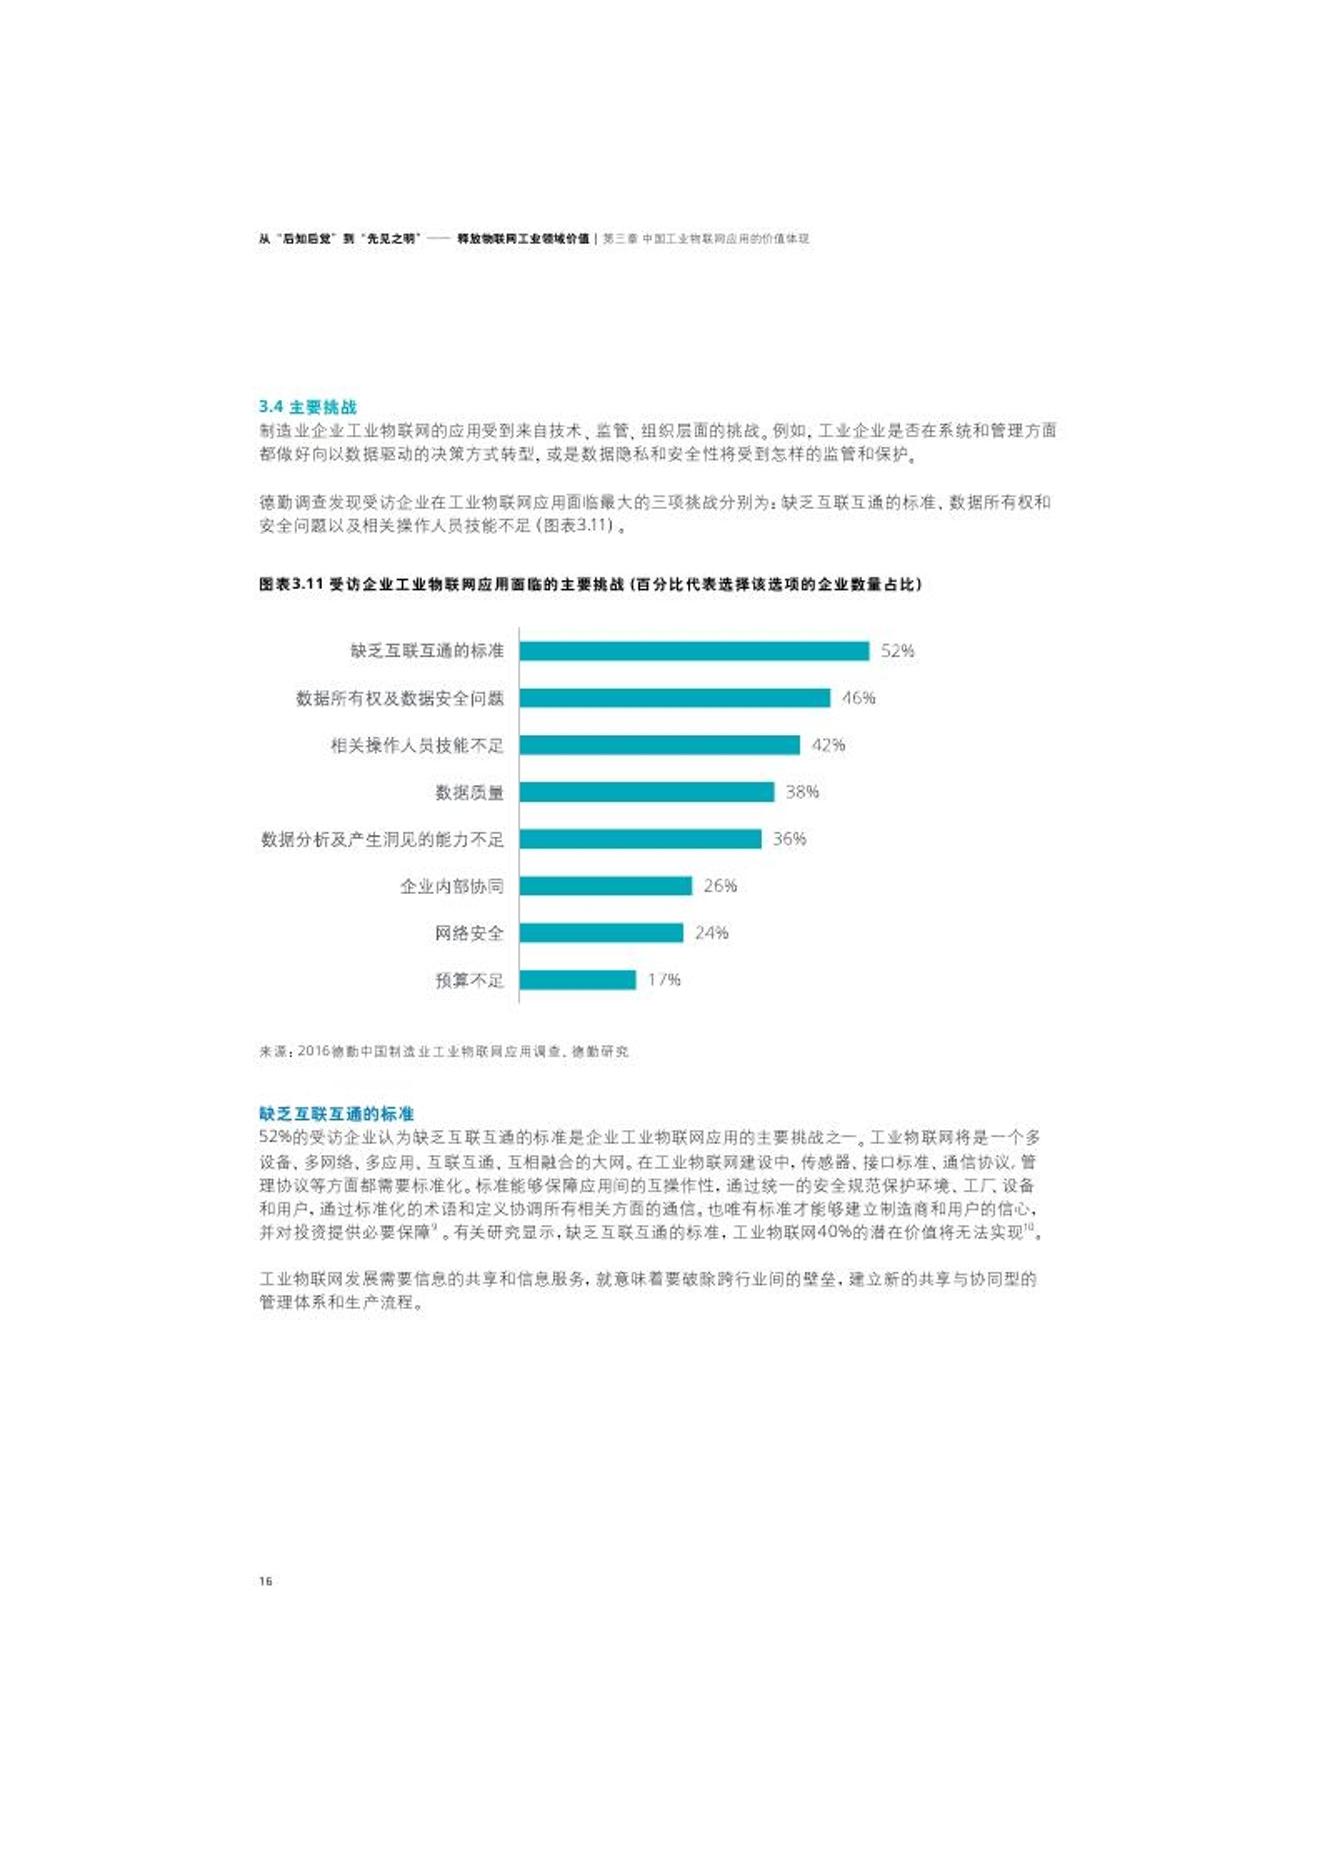 从“后知后觉”到“先见之明”—— 释放物联网工业领域价值 | 第三章 中国工业物联网应用的价值体现
3.4 主要挑战
制造业企业工业物联网的应用受到来自技术、监管、组织层面的挑战。例如，工业企业是否在系统和管理方面
都做好向以数据驱动的决策方式转型，或是数据隐私和安全性将受到怎样的监管和保护。
德勤调查发现受访企业在工业物联网应用面临最大的三项挑战分别为：缺乏互联互通的标准、数据所有权和
安全问题以及相关操作人员技能不足（图表3.11）。
图表3.11 受访企业工业物联网应用面临的主要挑战（百分比代表选择该选项的企业数量占比）
缺乏互联互通的标准 52%
数据所有权及数据安全问题 46%
相关操作人员技能不足 42%
数据质量 38%
数据分析及产生洞见的能力不足 36%
企业内部协同 26%
网络安全 24%
预算不足 17%
来源：2016德勤中国制造业工业物联网应用调查、德勤研究
缺乏互联互通的标准
52%的受访企业认为缺乏互联互通的标准是企业工业物联网应用的主要挑战之一。工业物联网将是一个多
设备、多网络、多应用、互联互通、互相融合的大网。在工业物联网建设中，传感器、接口标准、通信协议，管
理协议等方面都需要标准化。标准能够保障应用间的互操作性，通过统一的安全规范保护环境、工厂、设备
和用户，通过标准化的术语和定义协调所有相关方面的通信。也唯有标准才能够建立制造商和用户的信心，
并对投资提供必要保障9。有关研究显示，缺乏互联互通的标准，工业物联网40%的潜在价值将无法实现10。
工业物联网发展需要信息的共享和信息服务，就意味着要破除跨行业间的壁垒，建立新的共享与协同型的
管理体系和生产流程。
16